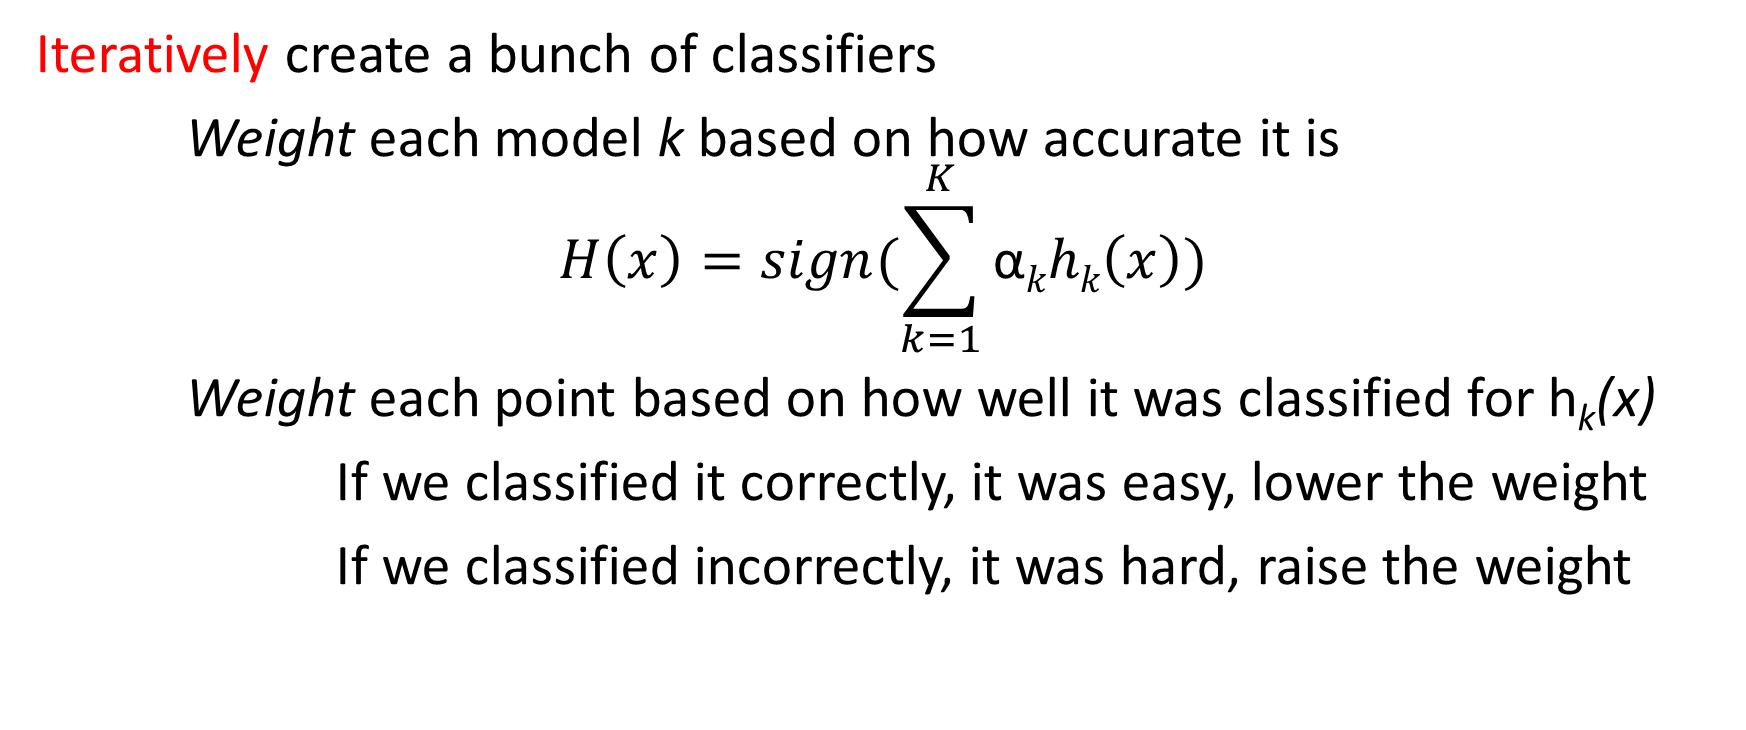 Iteratively create a bunch of classifiers
Weight each model k based on how accurate it is
H(x) = sign(∑_{k=1}^{K} α_k h_k(x))
Weight each point based on how well it was classified for h_k(x)
If we classified it correctly, it was easy, lower the weight
If we classified incorrectly, it was hard, raise the weight